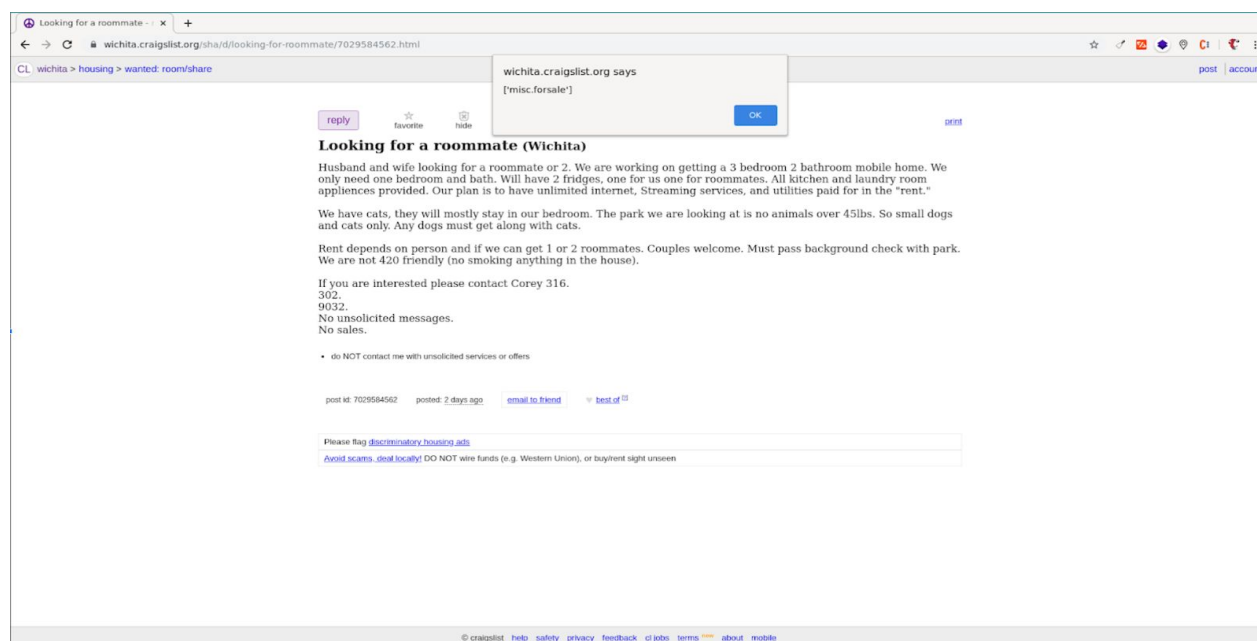 Looking for a roommate -
wichita.craigslist.org/sha/d/looking-for-roommate/7029584562.html
CL wichita > housing > wanted: room/share
post accour
wichita.craigslist.org says
['misc.forsale']
OK
reply
favorite
hide
print
Looking for a roommate (Wichita)
Husband and wife looking for a roommate or 2. We are working on getting a 3 bedroom 2 bathroom mobile home. We
only need one bedroom and bath. Will have 2 fridges, one for us one for roommates. All kitchen and laundry room
appliences provided. Our plan is to have unlimited internet, Streaming services, and utilities paid for in the "rent."
We have cats, they will mostly stay in our bedroom. The park we are looking at is no animals over 45lbs. So small dogs
and cats only. Any dogs must get along with cats.
Rent depends on person and if we can get 1 or 2 roommates. Couples welcome. Must pass background check with park.
We are not 420 friendly (no smoking anything in the house).
If you are interested please contact Corey 316.
302.
9032.
No unsolicited messages.
No sales.
• do NOT contact me with unsolicited services or offers
post id: 7029584562 posted: 2 days ago email to friend best of
Please flag discriminatory housing ads
Avoid scams, deal locally! DO NOT wire funds (e.g. Western Union), or buy/rent sight unseen
© craigslist help safety privacy feedback cl jobs terms new about mobile